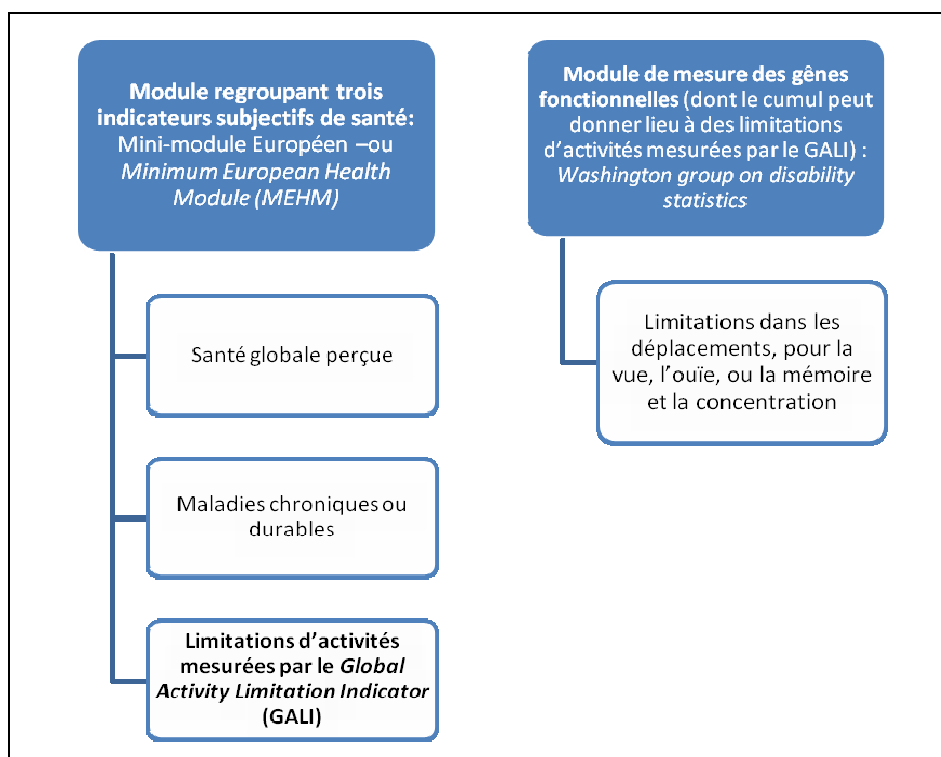 Module regroupant trois
indicateurs subjectifs de santé:
Mini-module Européen –ou
Minimum European Health
Module (MEHM)
Santé globale perçue
Maladies chroniques ou
durables
Limitations d'activités
mesurées par le Global
Activity Limitation Indicator
(GALI)
Module de mesure des gênes
fonctionnelles (dont le cumul peut
donner lieu à des limitations
d'activités mesurées par le GALI) :
Washington group on disability
statistics
Limitations dans les
déplacements, pour la
vue, l'ouïe, ou la mémoire
et la concentration